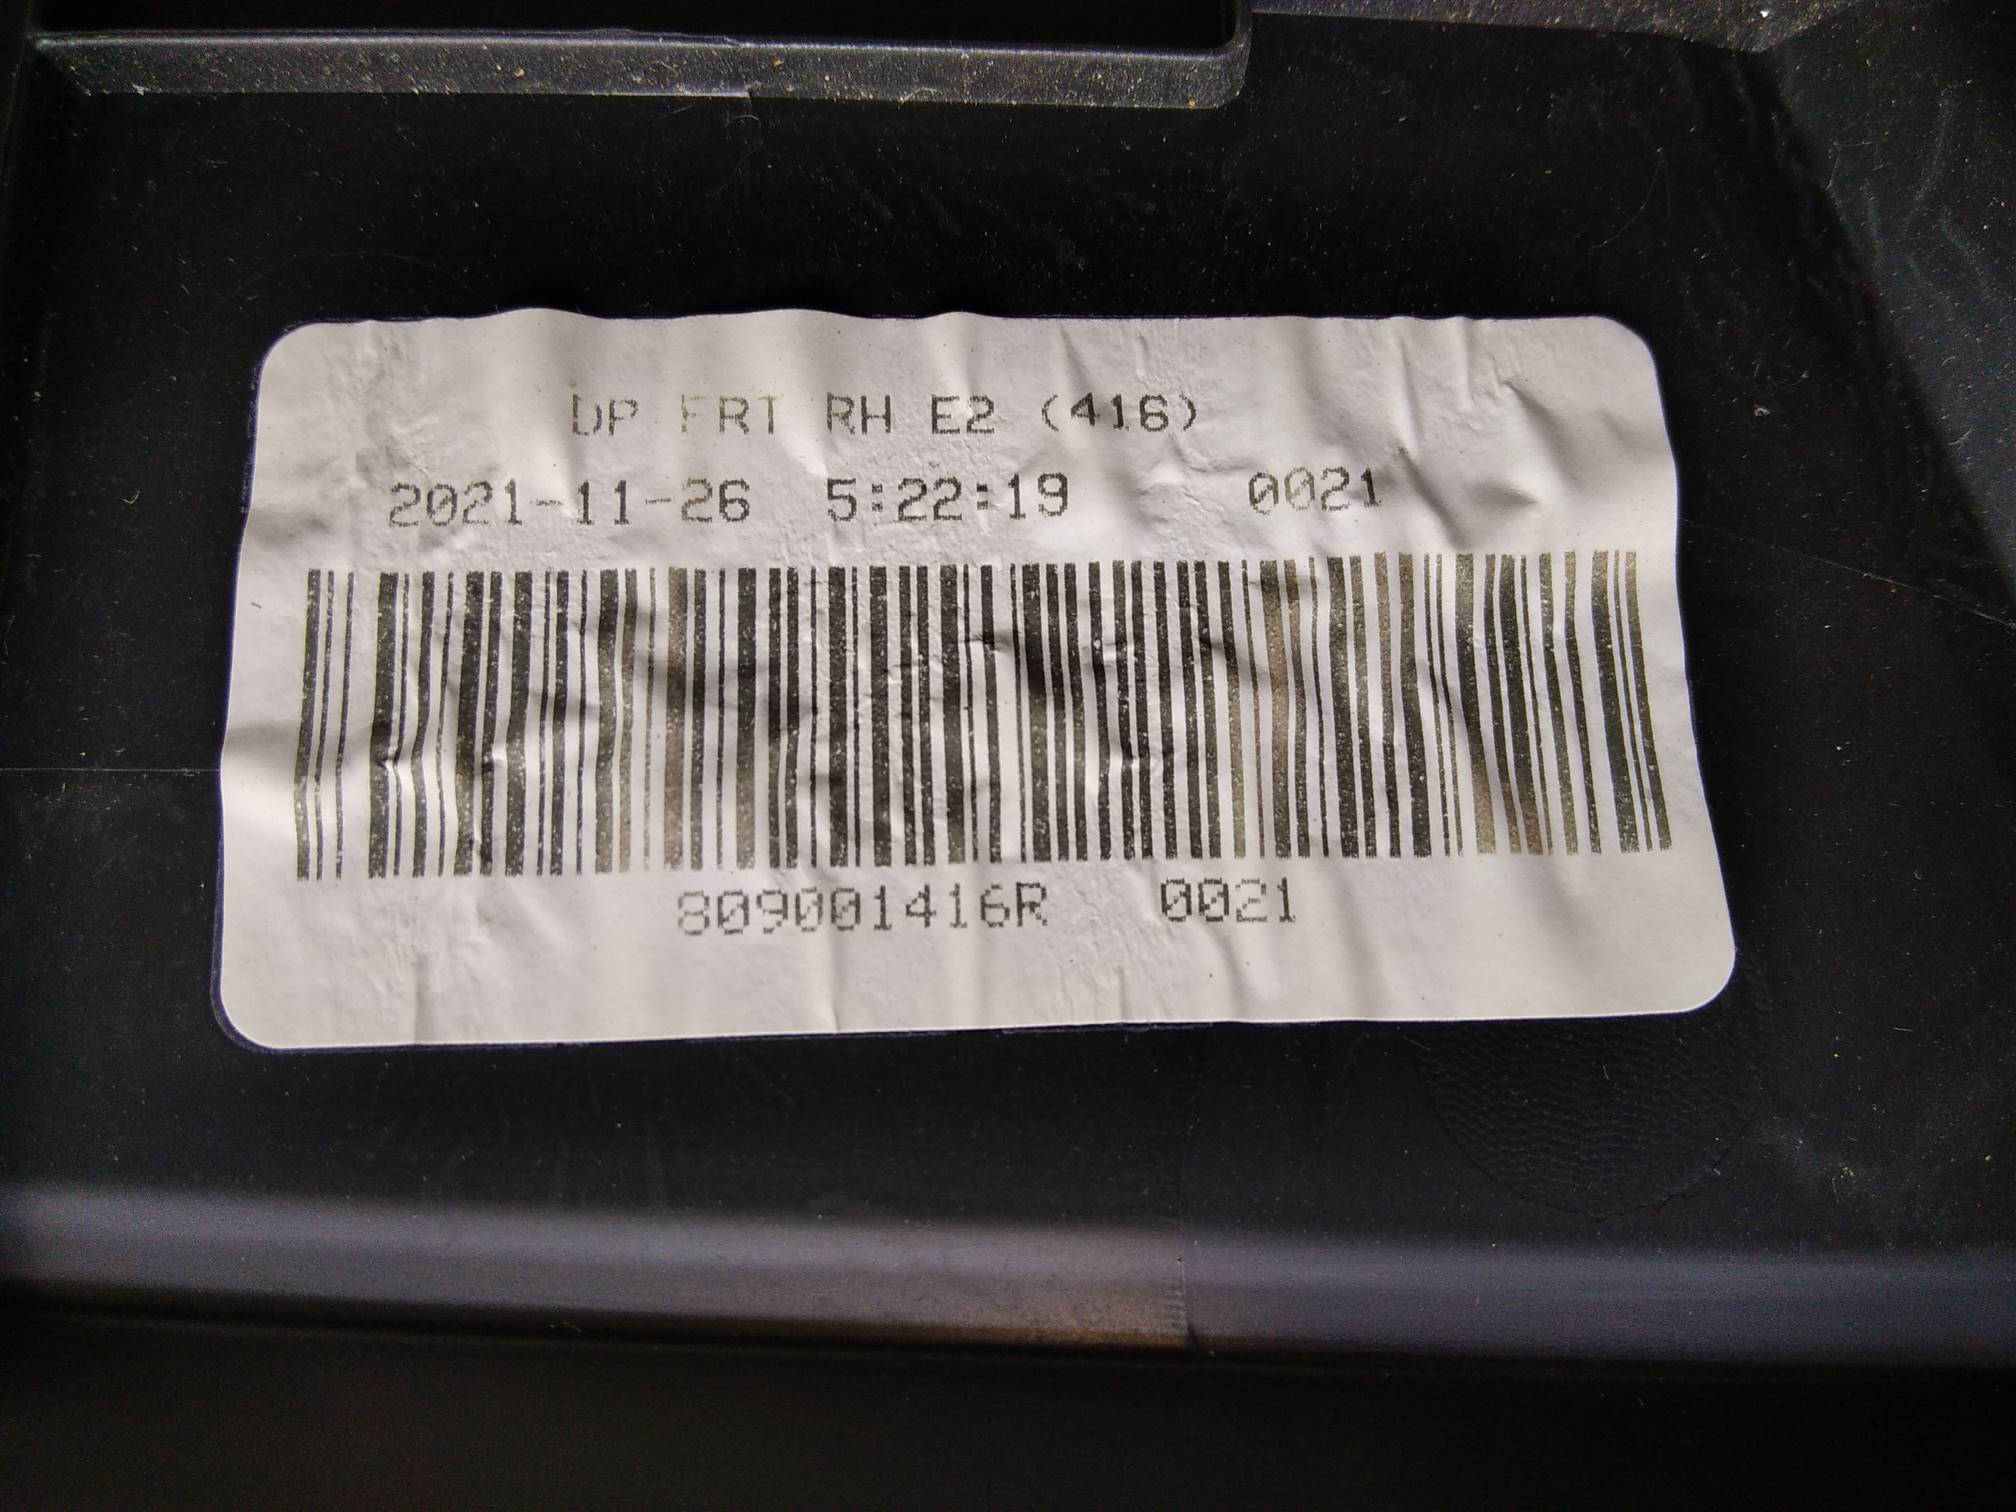 DP FRT RH E2 (416)
2021-11-26 5:22:19 0021
809001416R 0021